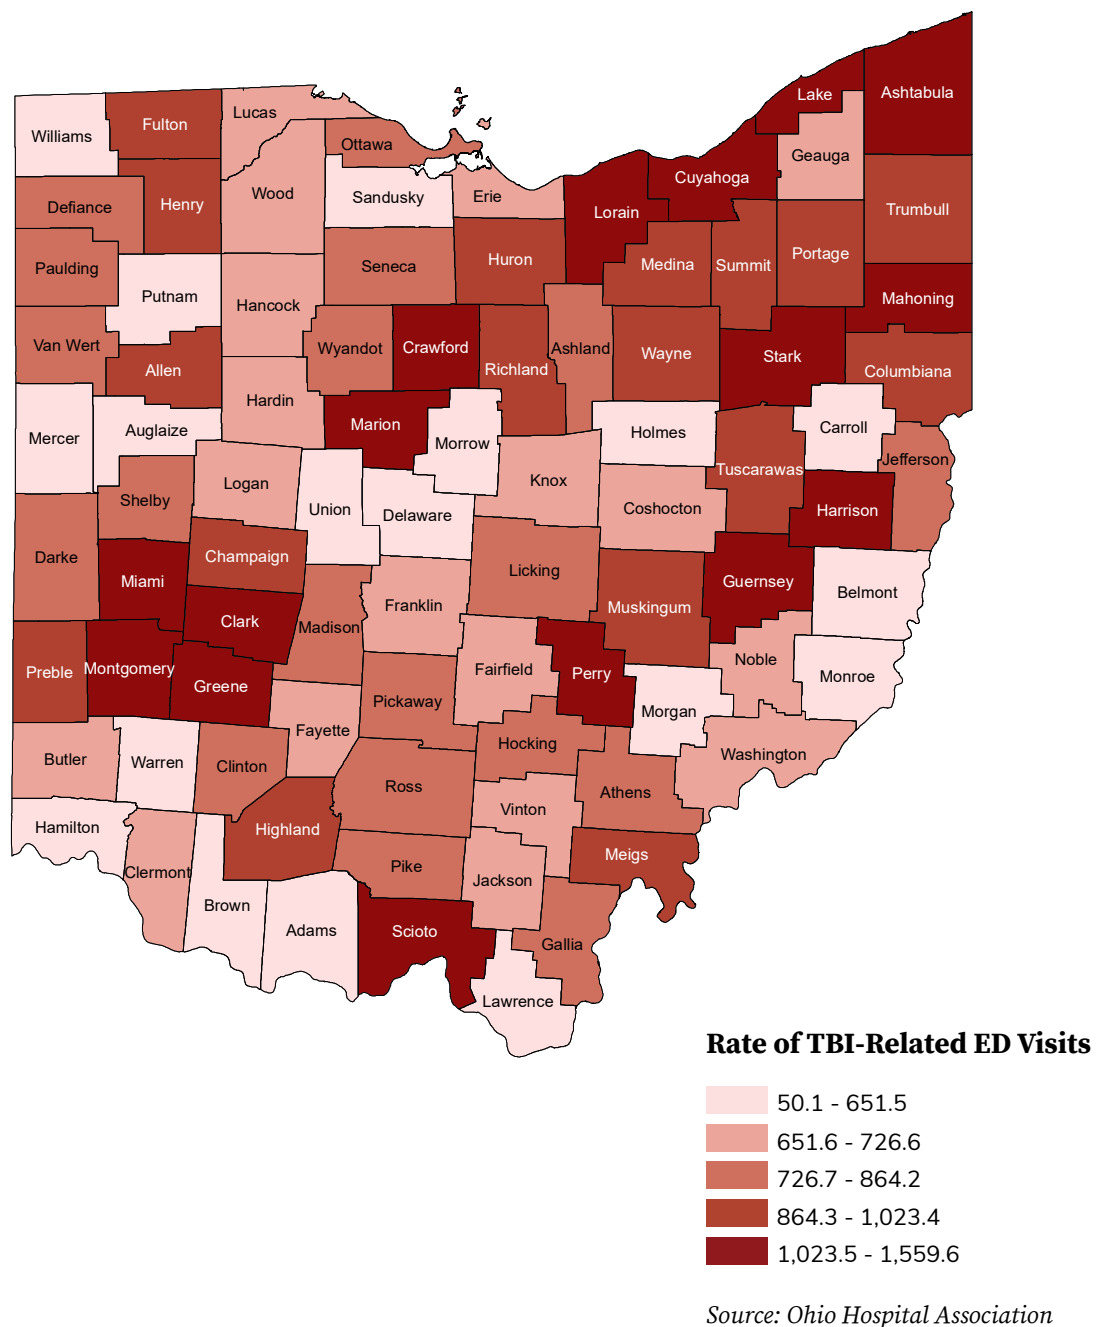 Lake
Ashtabula
Lucas
Fulton
Williams
Ottawa
Geauga
Cuyahoga
Wood
Sandusky
Erie
Henry
Defiance
Lorain
Trumbull
Portage
Huron
Medina
Summit
Seneca
Paulding
Putnam
Mahoning
Hancock
Van Wert
Wyandot
Crawford
Ashland
Wayne
Stark
Allen
Richland
Columbiana
Hardin
Marion
Carroll
Auglaize
Holmes
Mercer
Morrow
Jefferson
Tuscarawas
Logan
Knox
Shelby
Union
Coshocton
Harrison
Delaware
Darke
Champaign
Licking
Miami
Guernsey
Belmont
Franklin
Muskingum
Clark
Madison
Noble
Montgomery
Fairfield
Preble
Perry
Monroe
Greene
Pickaway
Morgan
Fayette
Hocking
Washington
Butler
Warren
Clinton
Ross
Athens
Vinton
Hamilton
Highland
Meigs
Pike
Clermont
Jackson
Brown
Adams
Scioto
Gallia
Lawrence
Rate of TBI-Related ED Visits
50.1 - 651.5
651.6 - 726.6
726.7 - 864.2
864.3 - 1,023.4
1,023.5 - 1,559.6
Source: Ohio Hospital Association